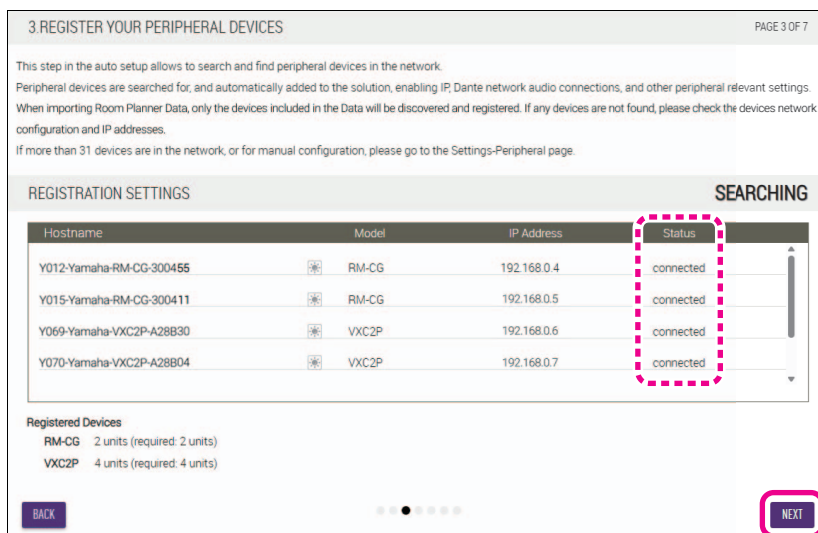 3.REGISTER YOUR PERIPHERAL DEVICES PAGE 3 OF 7
This step in the auto setup allows to search and find peripheral devices in the network.
Peripheral devices are searched for, and automatically added to the solution, enabling IP, Dante network audio connections, and other peripheral relevant settings.
When importing Room Planner Data, only the devices included in the Data will be discovered and registered. If any devices are not found, please check the devices network
configuration and IP addresses.
If more than 31 devices are in the network, or for manual configuration, please go to the Settings-Peripheral page.
REGISTRATION SETTINGS SEARCHING
Hostname Model IP Address Status
Y012-Yamaha-RM-CG-300455 RM-CG 192.168.0.4 connected
Y015-Yamaha-RM-CG-300411 RM-CG 192.168.0.5 connected
Y069-Yamaha-VXC2P-A28B30 VXC2P 192.168.0.6 connected
Y070-Yamaha-VXC2P-A28B04 VXC2P 192.168.0.7 connected
Registered Devices
RM-CG 2 units (required: 2 units)
VXC2P 4 units (required: 4 units)
BACK NEXT